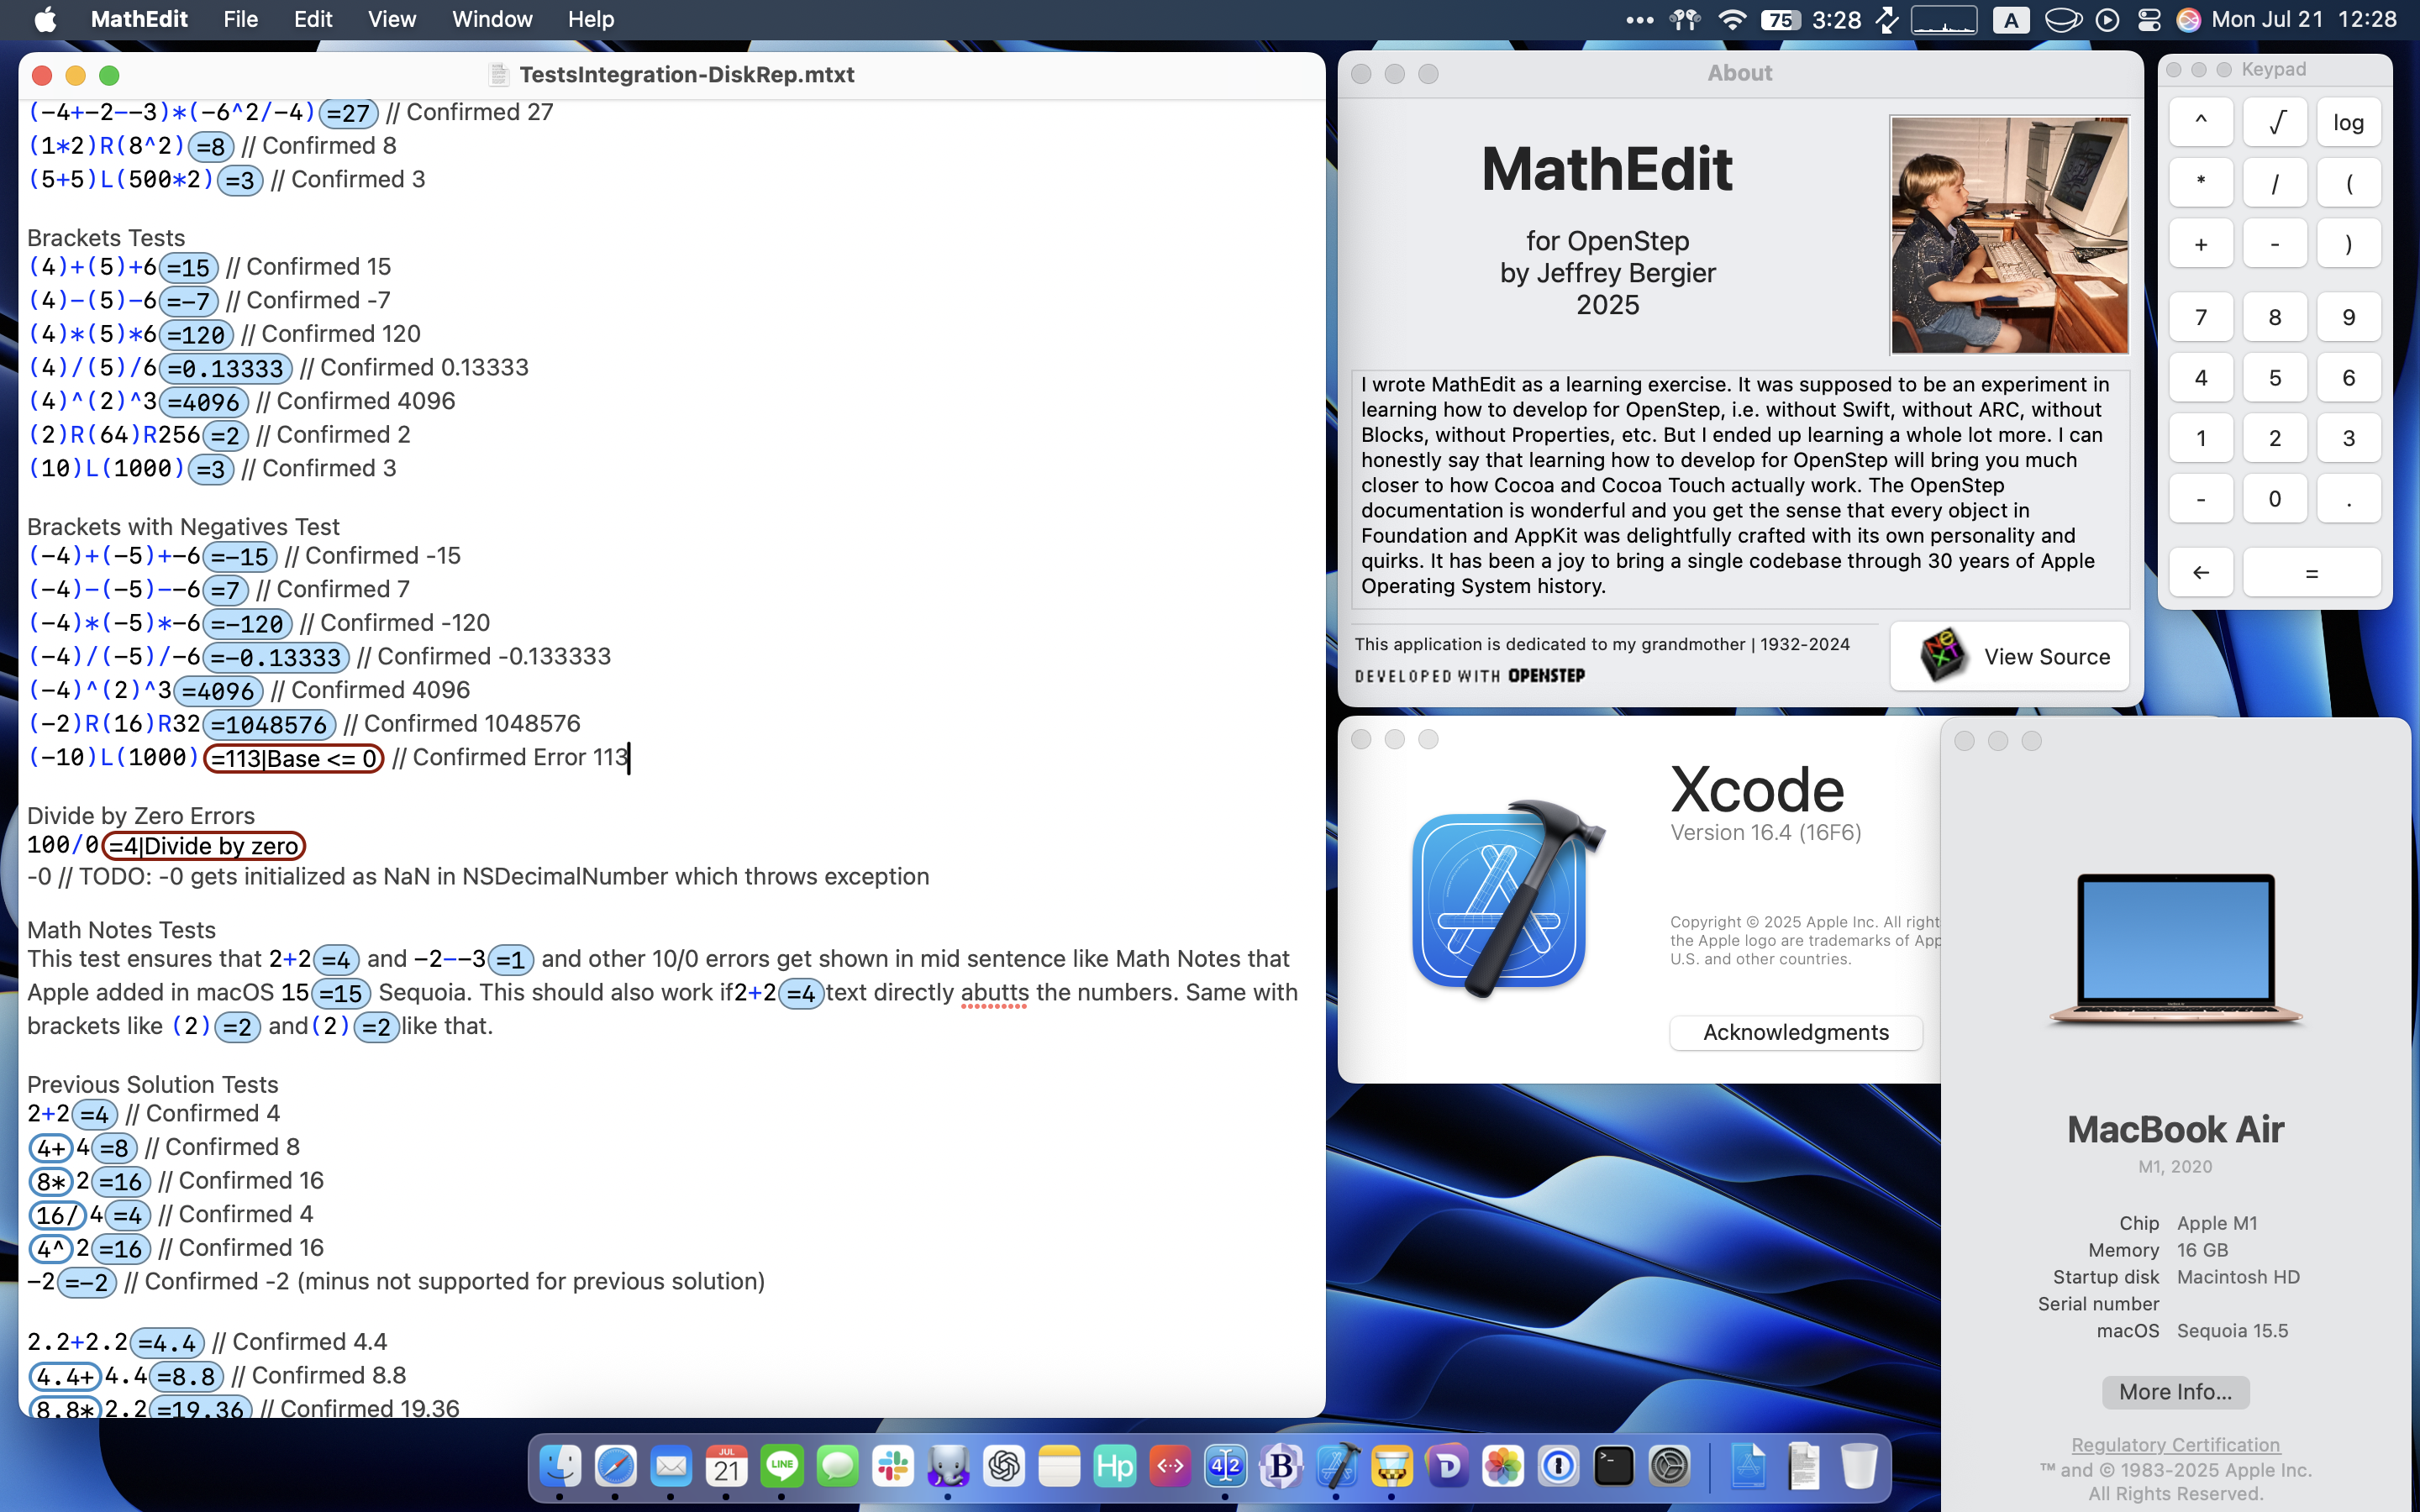 MathEdit File Edit View Window Help
75 3:28 A Mon Jul 21 12:28
TestsIntegration-DiskRep.mtxt
(−4+−2−−3)*(−6^2/−4) =27 // Confirmed 27
(1*2)R(8^2) =8 // Confirmed 8
(5+5)L(500*2) =3 // Confirmed 3
Brackets Tests
(4)+(5)+6 =15 // Confirmed 15
(4)−(5)−6 =−7 // Confirmed -7
(4)*(5)*6 =120 // Confirmed 120
(4)/(5)/6 =0.13333 // Confirmed 0.13333
(4)^(2)^3 =4096 // Confirmed 4096
(2)R(64)R256 =2 // Confirmed 2
(10)L(1000) =3 // Confirmed 3
Brackets with Negatives Test
(−4)+(−5)+−6 =−15 // Confirmed -15
(−4)−(−5)−−6 =7 // Confirmed 7
(−4)*(−5)*−6 =−120 // Confirmed -120
(−4)/(−5)/−6 =−0.13333 // Confirmed -0.133333
(−4)^(2)^3 =4096 // Confirmed 4096
(−2)R(16)R32 =1048576 // Confirmed 1048576
(−10)L(1000) =113|Base <= 0 // Confirmed Error 113
Divide by Zero Errors
100/0 =4|Divide by zero
-0 // TODO: -0 gets initialized as NaN in NSDecimalNumber which throws exception
Math Notes Tests
This test ensures that 2+2 =4 and −2−−3 =1 and other 10/0 errors get shown in mid sentence like Math Notes that
Apple added in macOS 15 =15 Sequoia. This should also work if2+2 =4 text directly abutts the numbers. Same with
brackets like (2) =2 and(2) =2 like that.
Previous Solution Tests
2+2 =4 // Confirmed 4
4+ 4 =8 // Confirmed 8
8* 2 =16 // Confirmed 16
16/ 4 =4 // Confirmed 4
4^ 2 =16 // Confirmed 16
−2 =−2 // Confirmed -2 (minus not supported for previous solution)
2.2+2.2 =4.4 // Confirmed 4.4
4.4+ 4.4 =8.8 // Confirmed 8.8
8.8* 2.2 =19.36 // Confirmed 19.36
About
MathEdit
for OpenStep
by Jeffrey Bergier
2025
I wrote MathEdit as a learning exercise. It was supposed to be an experiment in
learning how to develop for OpenStep, i.e. without Swift, without ARC, without
Blocks, without Properties, etc. But I ended up learning a whole lot more. I can
honestly say that learning how to develop for OpenStep will bring you much
closer to how Cocoa and Cocoa Touch actually work. The OpenStep
documentation is wonderful and you get the sense that every object in
Foundation and AppKit was delightfully crafted with its own personality and
quirks. It has been a joy to bring a single codebase through 30 years of Apple
Operating System history.
This application is dedicated to my grandmother | 1932-2024
DEVELOPED WITH OPENSTEP
NeXT View Source
Keypad
^ √ log
* / (
+ - )
7 8 9
4 5 6
1 2 3
- 0 .
← =
Xcode
Version 16.4 (16F6)
Copyright © 2025 Apple Inc. All right
the Apple logo are trademarks of App
U.S. and other countries.
Acknowledgments
MacBook Air
M1, 2020
Chip Apple M1
Memory 16 GB
Startup disk Macintosh HD
Serial number
macOS Sequoia 15.5
More Info...
Regulatory Certification
™ and © 1983-2025 Apple Inc.
All Rights Reserved.
JUL
21 LINE Hp 42 B D